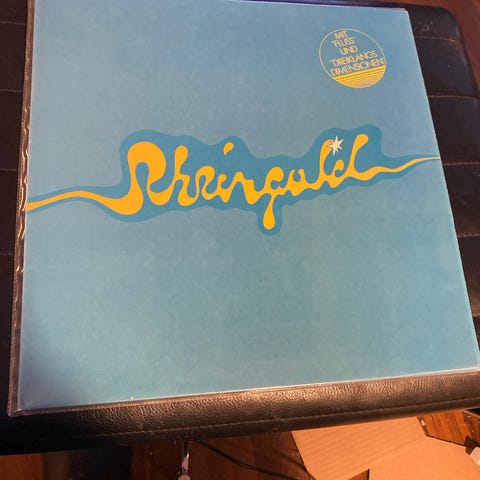 MIT
"FLUSS"
UND
"DREIKLANGS
DIMENSIONEN"
Rheingold